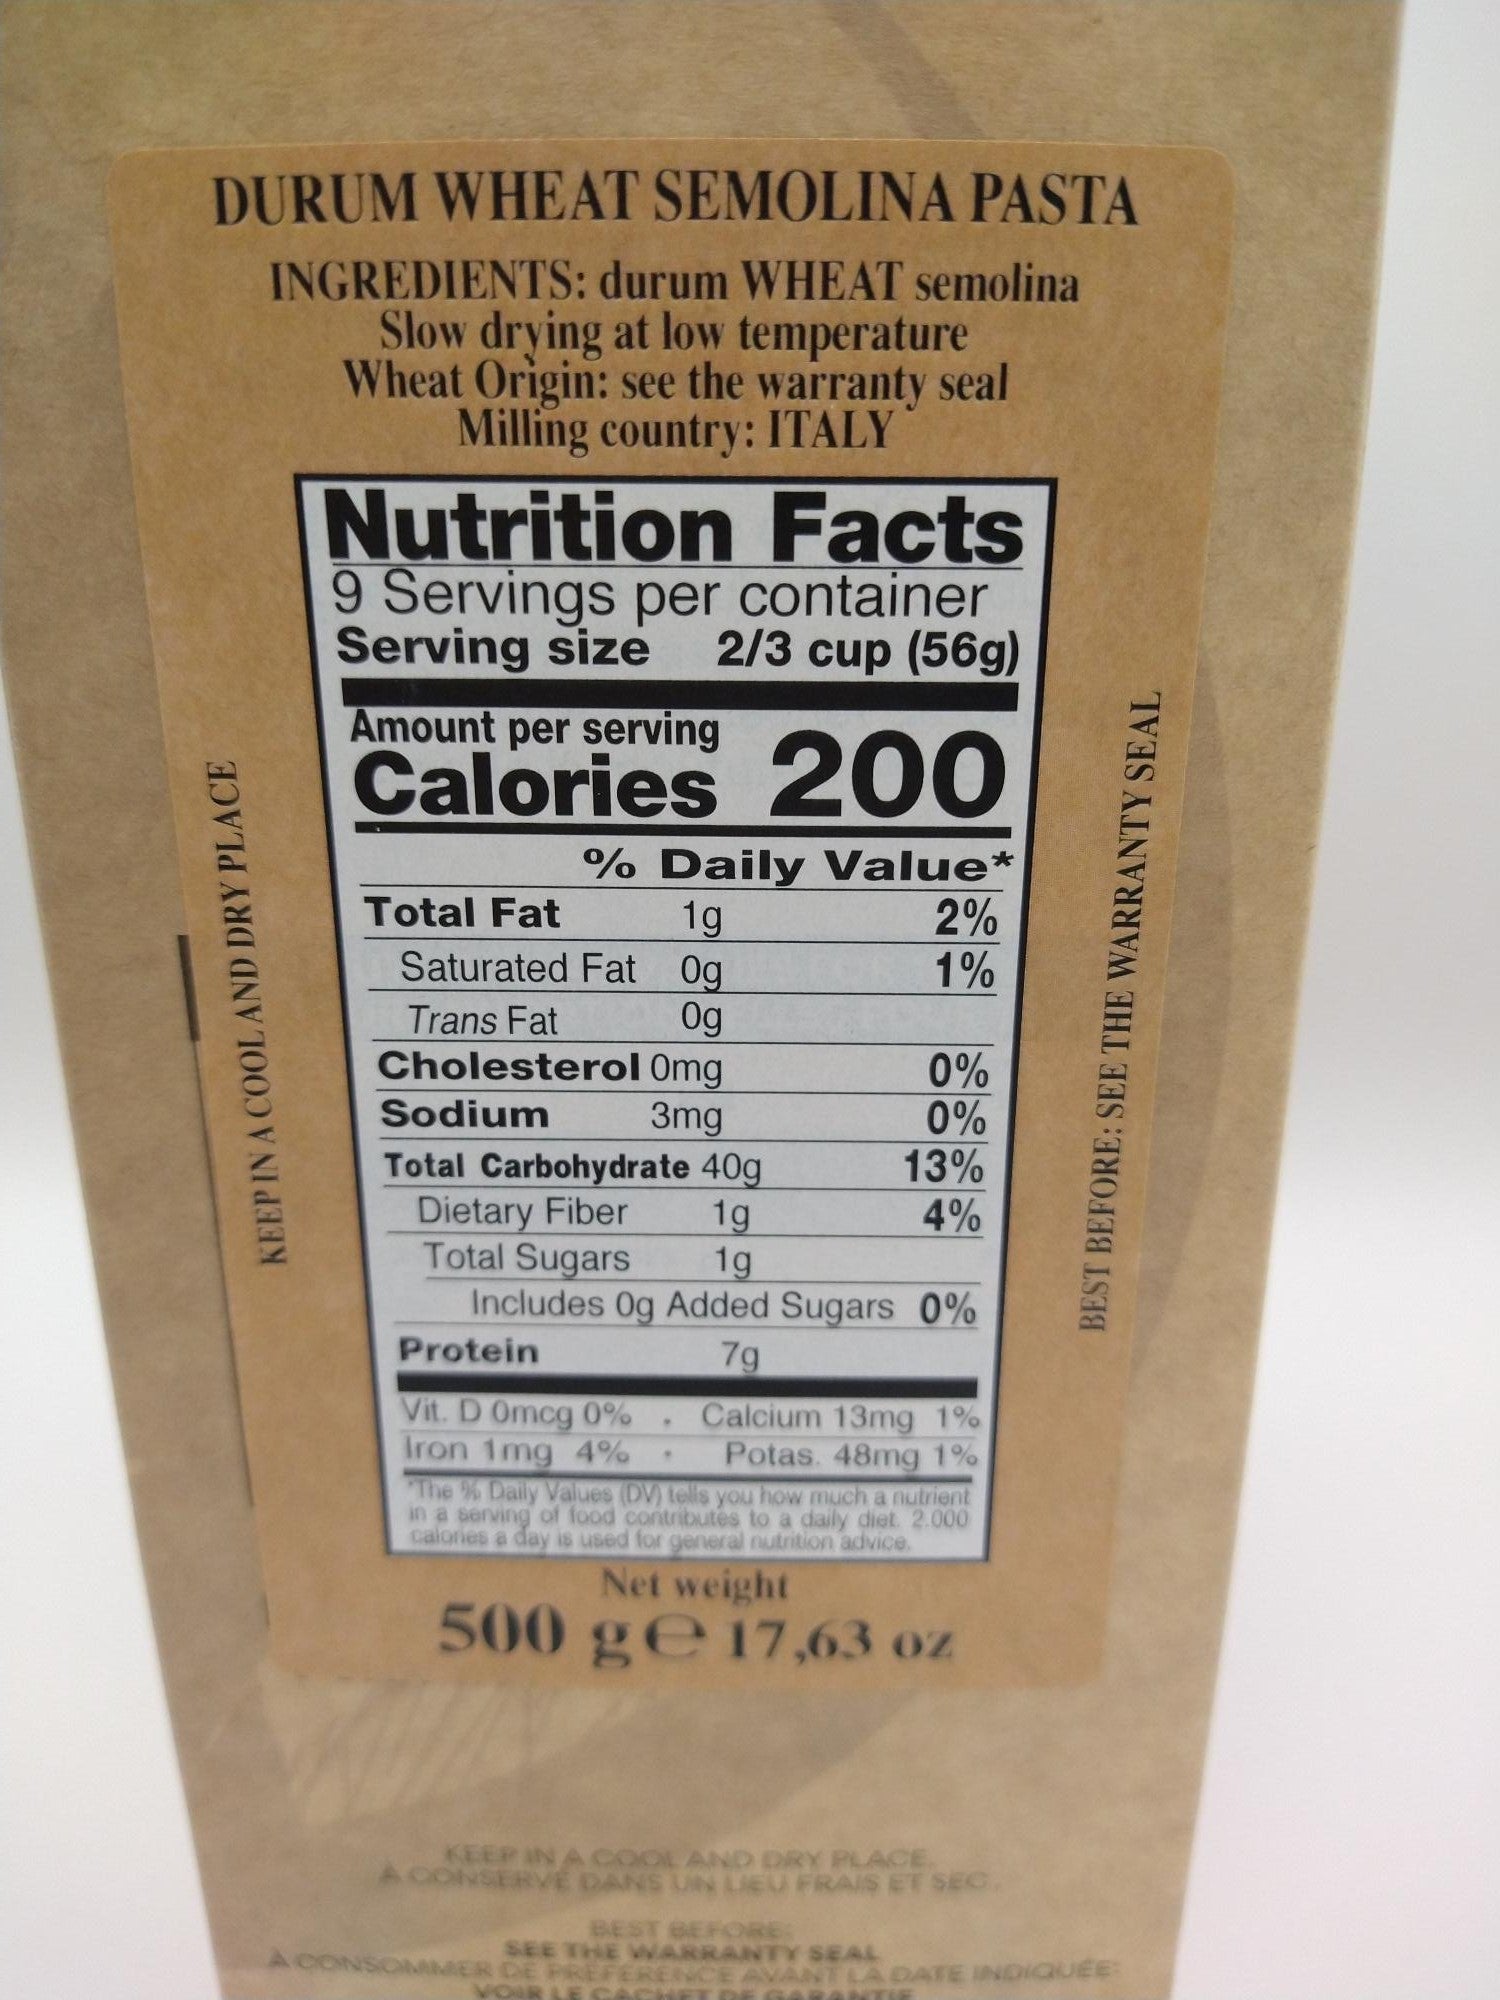 DURUM WHEAT SEMOLINA PASTA
INGREDIENTS: durum WHEAT semolina
Slow drying at low temperature
Wheat Origin: see the warranty seal
Milling country: ITALY
Nutrition Facts
9 Servings per container
Serving size 2/3 cup (56g)
Amount per serving
Calories 200
% Daily Value*
Total Fat 1g 2%
Saturated Fat 0g 1%
Trans Fat 0g
Cholesterol 0mg 0%
Sodium 3mg 0%
Total Carbohydrate 40g 13%
Dietary Fiber 1g 4%
Total Sugars 1g
Includes 0g Added Sugars 0%
Protein 7g
Vit. D 0mcg 0% . Calcium 13mg 1%
Iron 1mg 4% · Potas. 48mg 1%
*The % Daily Values (DV) tells you how much a nutrient
in a serving of food contributes to a daily diet. 2.000
calories a day is used for general nutrition advice.
Net weight
500 g e 17,63 oz
KEEP IN A COOL AND DRY PLACE
BEST BEFORE: SEE THE WARRANTY SEAL
KEEP IN A COOL AND DRY PLACE.
A CONSERVE DANS UN LIEU FRAIS ET SEC.
BEST BEFORE:
SEE THE WARRANTY SEAL
À CONSOMMER DE PREFERENCE AVANT LA DATE INDIQUÉE:
VOIR LE CACHET DE GARANTIE